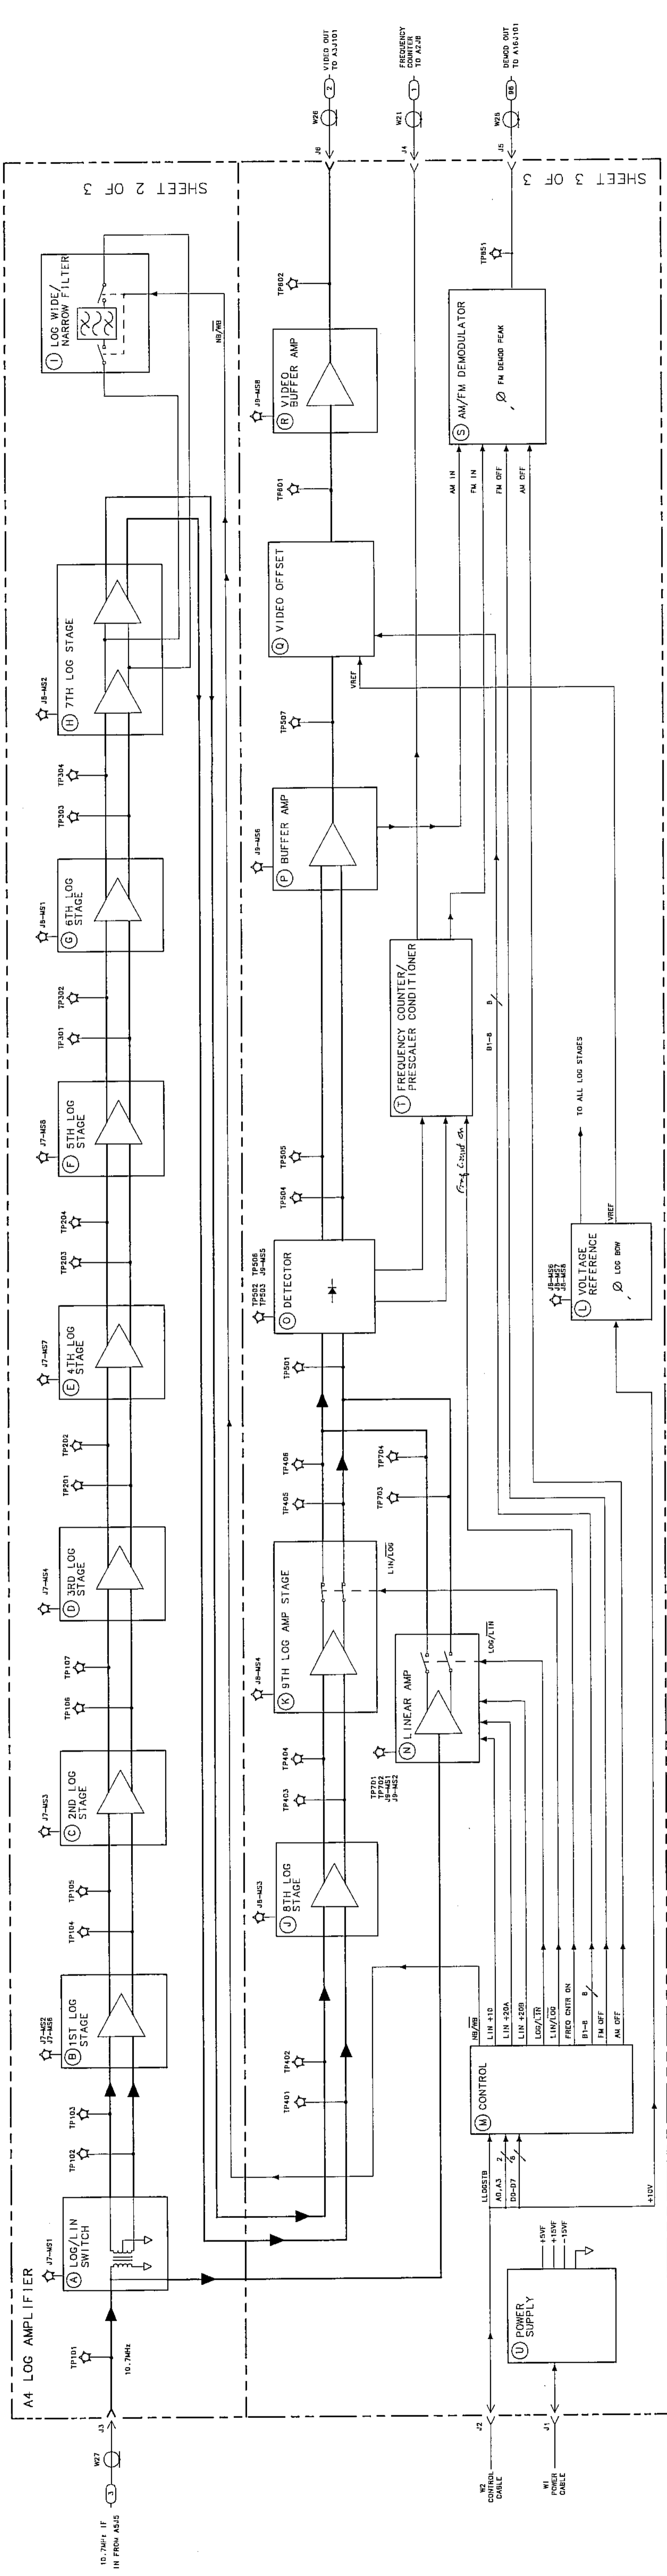 A4 LOG AMPLIFIER
SHEET 2 OF 3
10.7MHz IF
IN FROM A5J5
3
W27
J3
TP101
10.7MHz
J7-MS1
A LOG/LIN
SWITCH
TP102
TP103
J7-MS2
J7-MS6
B 1ST LOG
STAGE
TP104
TP105
J7-MS3
C 2ND LOG
STAGE
TP106
TP107
J7-MS4
D 3RD LOG
STAGE
TP201
TP202
J7-MS7
E 4TH LOG
STAGE
TP203
TP204
J7-MS8
F 5TH LOG
STAGE
TP301
TP302
J8-MS1
G 6TH LOG
STAGE
TP303
TP304
J8-MS2
H 7TH LOG STAGE
I LOG WIDE/
NARROW FILTER
NB/WB
TP401
TP402
J8-MS3
J 8TH LOG
STAGE
TP403
TP404
J8-MS4
K 9TH LOG AMP STAGE
LIN/LOG
TP405
TP406
TP501
TP701
TP702
J9-MS1
J9-MS2
N LINEAR AMP
LOG/LIN
TP703
TP704
TP502 TP506
TP503 J9-MS5
O DETECTOR
TP504
TP505
J9-MS6
P BUFFER AMP
TP507
VREF
Q VIDEO OFFSET
TP601
J9-MS8
R VIDEO
BUFFER AMP
TP602
J6
W26
2
VIDEO OUT
TO A3J101
J4
W21
1
FREQUENCY
COUNTER
TO A2J8
T FREQUENCY COUNTER/
PRESCALER CONDITIONER
Freq Count on
B1-8
8
AM IN
FM IN
FM OFF
AM OFF
S AM/FM DEMODULATOR
Ø FM DEMOD PEAK
TP851
J5
W25
96
DEMOD OUT
TO A16J101
SHEET 3 OF 3
J8-MS6
J8-MS7
J8-MS8
L VOLTAGE
REFERENCE
Ø LOG BOW
TO ALL LOG STAGES
VREF
M CONTROL
NB/WB
LIN +10
LIN +20A
LIN +20B
LOG/LIN
LIN/LOG
FREQ CNTR ON
B1-8
8
FM OFF
AM OFF
LLOGSTB
A0,A3
2
D0-D7
8
+10V
J2
W2
CONTROL
CABLE
J1
W1
POWER
CABLE
U POWER
SUPPLY
+5VF
+15VF
-15VF